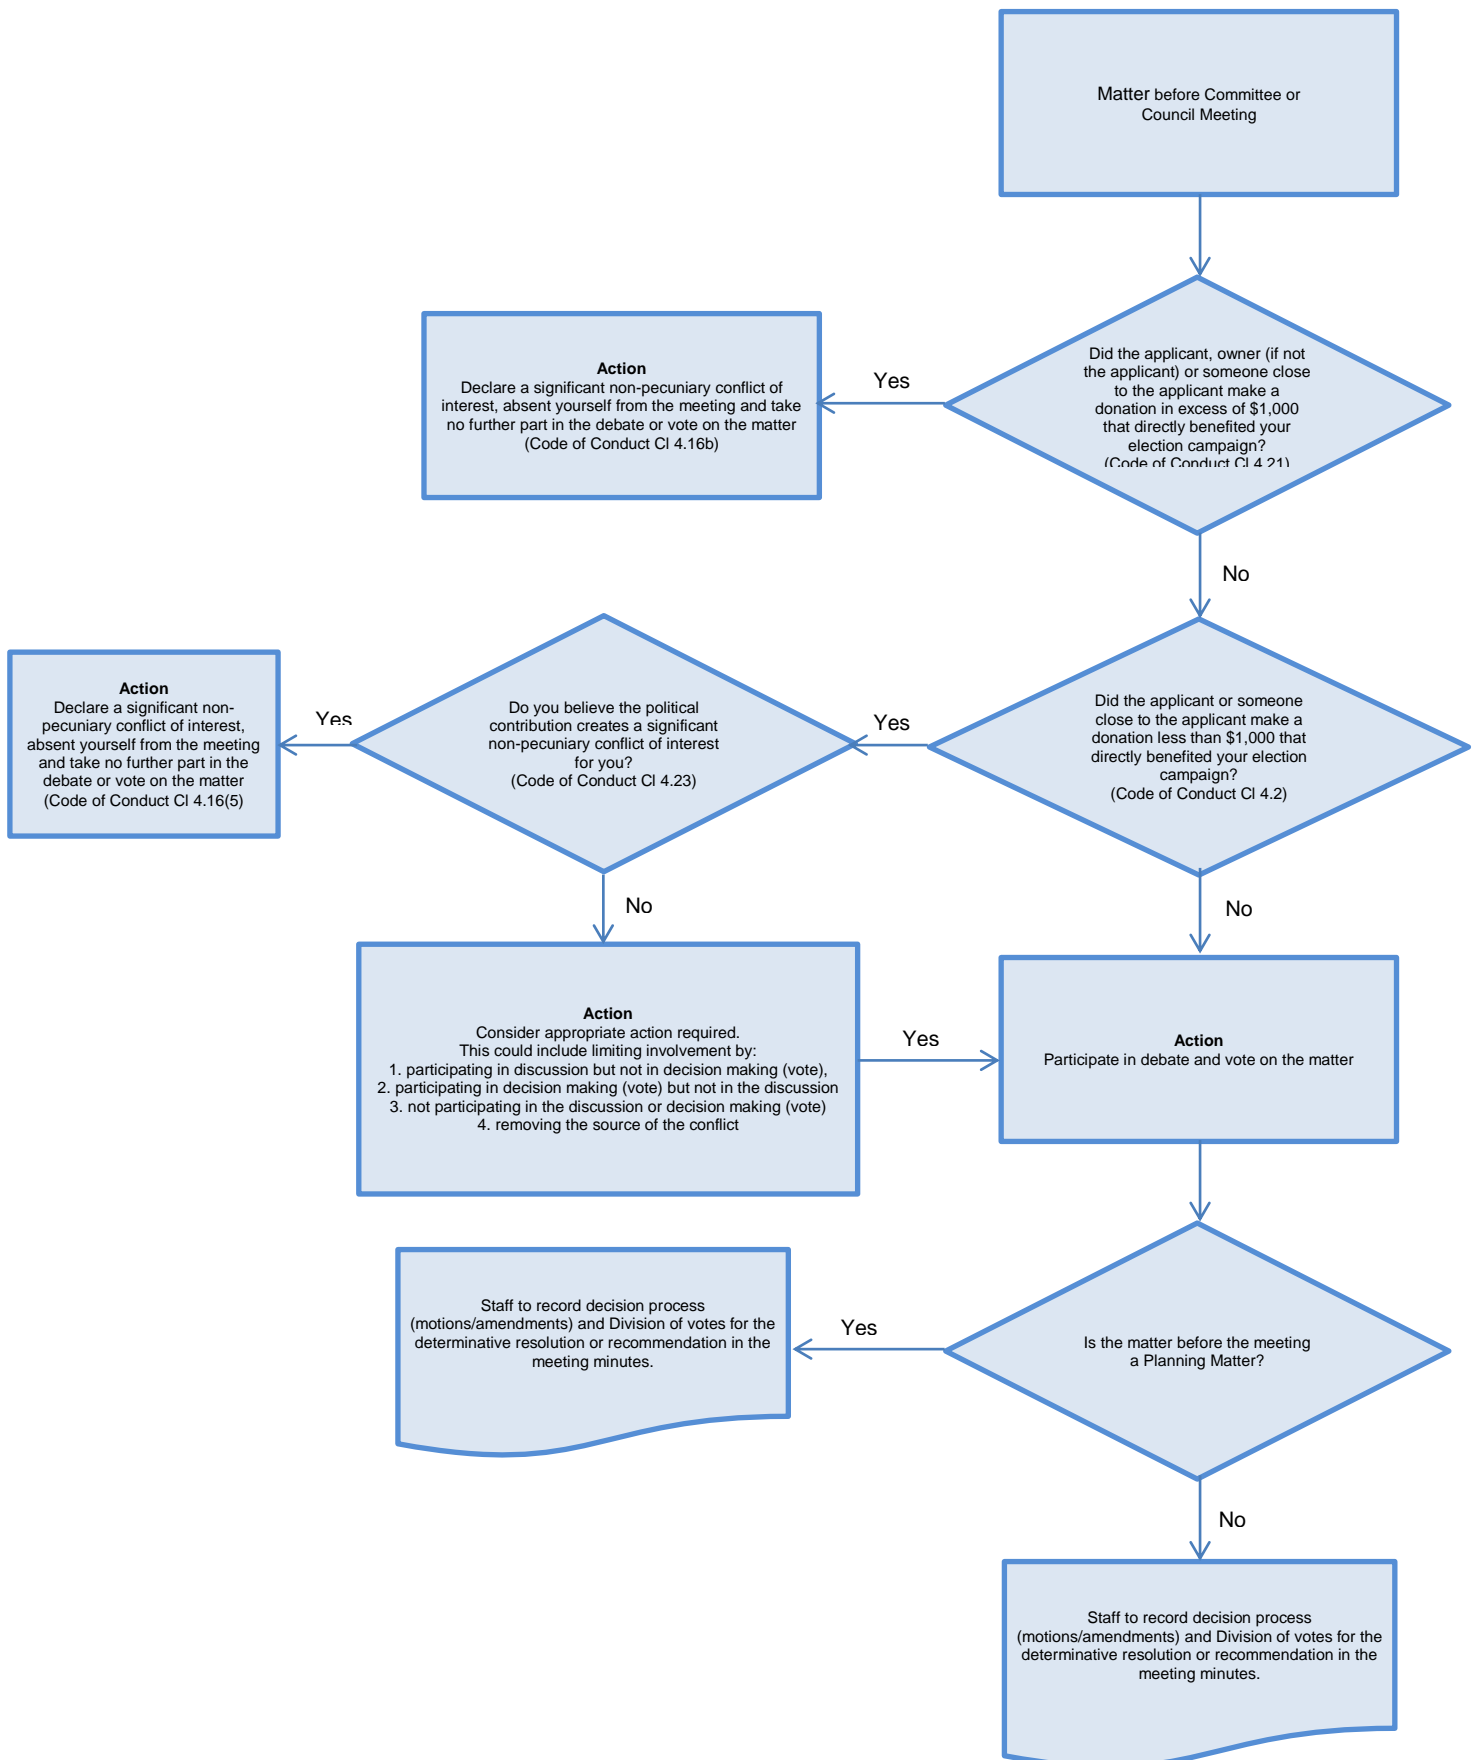 Matter before Committee or
Council Meeting
Did the applicant, owner (if not
the applicant) or someone close
to the applicant make a
donation in excess of $1,000
that directly benefited your
election campaign?
(Code of Conduct Cl 4.21)
Yes
Action
Declare a significant non-pecuniary conflict of
interest, absent yourself from the meeting and take
no further part in the debate or vote on the matter
(Code of Conduct Cl 4.16b)
No
Did the applicant or someone
close to the applicant make a
donation less than $1,000 that
directly benefited your election
campaign?
(Code of Conduct Cl 4.2)
Yes
Do you believe the political
contribution creates a significant
non-pecuniary conflict of interest
for you?
(Code of Conduct Cl 4.23)
Yes
Action
Declare a significant non-
pecuniary conflict of interest,
absent yourself from the meeting
and take no further part in the
debate or vote on the matter
(Code of Conduct Cl 4.16(5)
No
No
Action
Consider appropriate action required.
This could include limiting involvement by:
1. participating in discussion but not in decision making (vote),
2. participating in decision making (vote) but not in the discussion
3. not participating in the discussion or decision making (vote)
4. removing the source of the conflict
Yes
Action
Participate in debate and vote on the matter
Is the matter before the meeting
a Planning Matter?
Yes
Staff to record decision process
(motions/amendments) and Division of votes for the
determinative resolution or recommendation in the
meeting minutes.
No
Staff to record decision process
(motions/amendments) and Division of votes for the
determinative resolution or recommendation in the
meeting minutes.